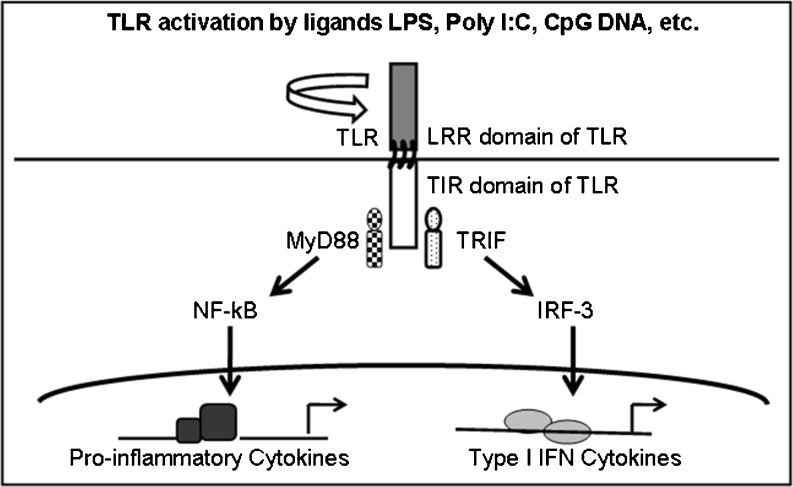 TLR activation by ligands LPS, Poly I:C, CpG DNA, etc.
TLR
LRR domain of TLR
TIR domain of TLR
MyD88
TRIF
NF-kB
IRF-3
Pro-inflammatory Cytokines
Type I IFN Cytokines